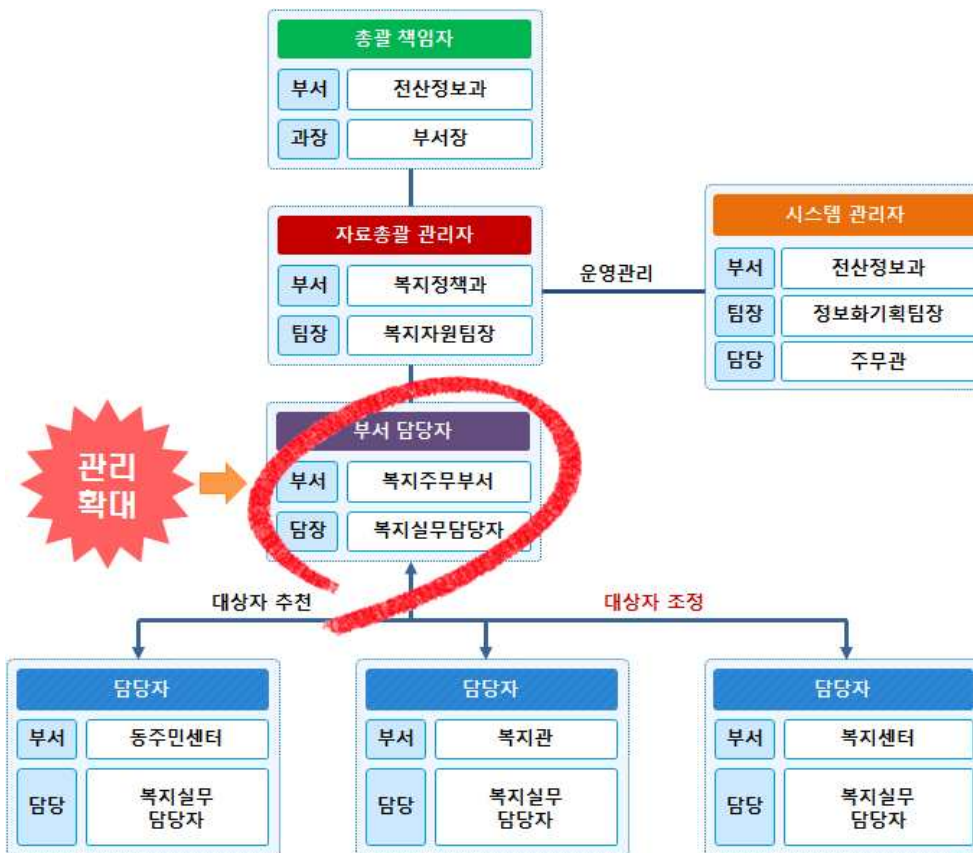 총괄 책임자
부서 전산정보과
과장 부서장
자료총괄 관리자
부서 복지정책과
팀장 복지자원팀장
운영관리
시스템 관리자
부서 전산정보과
팀장 정보화기획팀장
담당 주무관
관리
확대
부서 담당자
부서 복지주무부서
담장 복지실무담당자
대상자 추천
대상자 조정
담당자
부서 동주민센터
담당 복지실무
담당자
담당자
부서 복지관
담당 복지실무
담당자
담당자
부서 복지센터
담당 복지실무
담당자